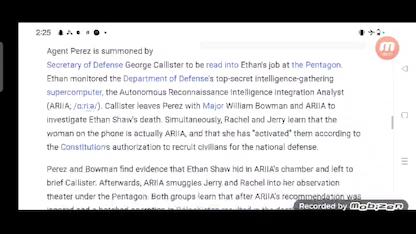 2:25
Agent Perez is summoned by
Secretary of Defense George Callister to be read into Ethan's job at the Pentagon.
Ethan monitored the Department of Defense's top-secret intelligence-gathering
supercomputer, the Autonomous Reconnaissance Intelligence Integration Analyst
(ARIIA; /ɑːriːə/). Callister leaves Perez with Major William Bowman and ARIIA to
investigate Ethan Shaw's death. Simultaneously, Rachel and Jerry learn that the
woman on the phone is actually ARIIA, and that she has "activated" them according to
the Constitution's authorization to recruit civilians for the national defense.
Perez and Bowman find evidence that Ethan Shaw hid in ARIIA's chamber and left to
brief Callister. Afterwards, ARIIA smuggles Jerry and Rachel into her observation
theater under the Pentagon. Both groups learn that after ARIIA's recommendation was
Recorded by Mobizen